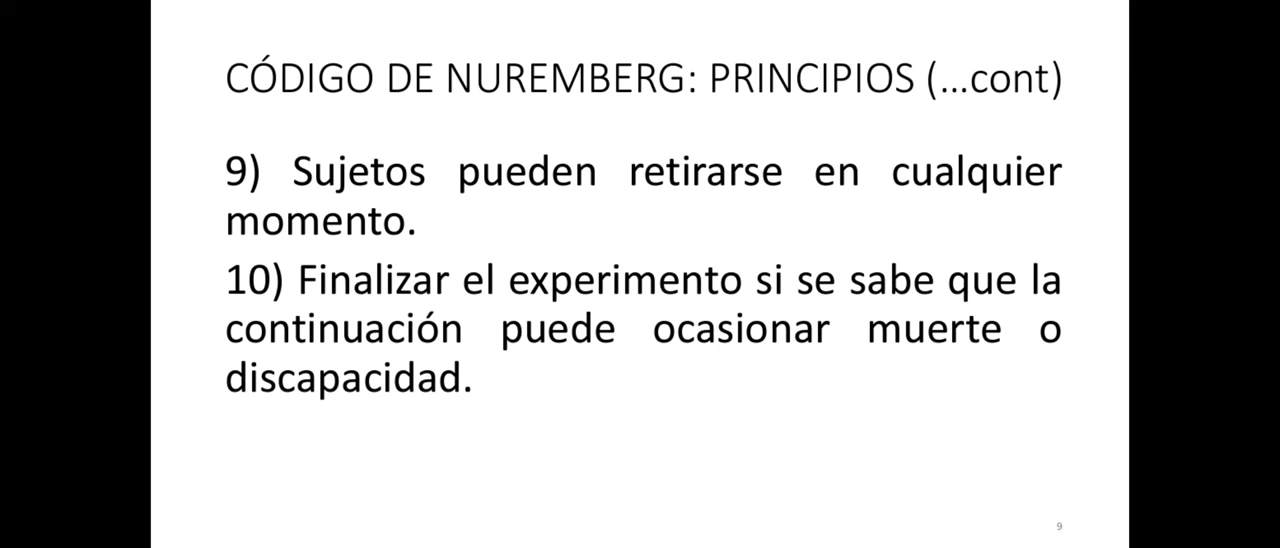 CÓDIGO DE NUREMBERG: PRINCIPIOS (...cont)
9) Sujetos pueden retirarse en cualquier
momento.
10) Finalizar el experimento si se sabe que la
continuación puede ocasionar muerte o
discapacidad.
9